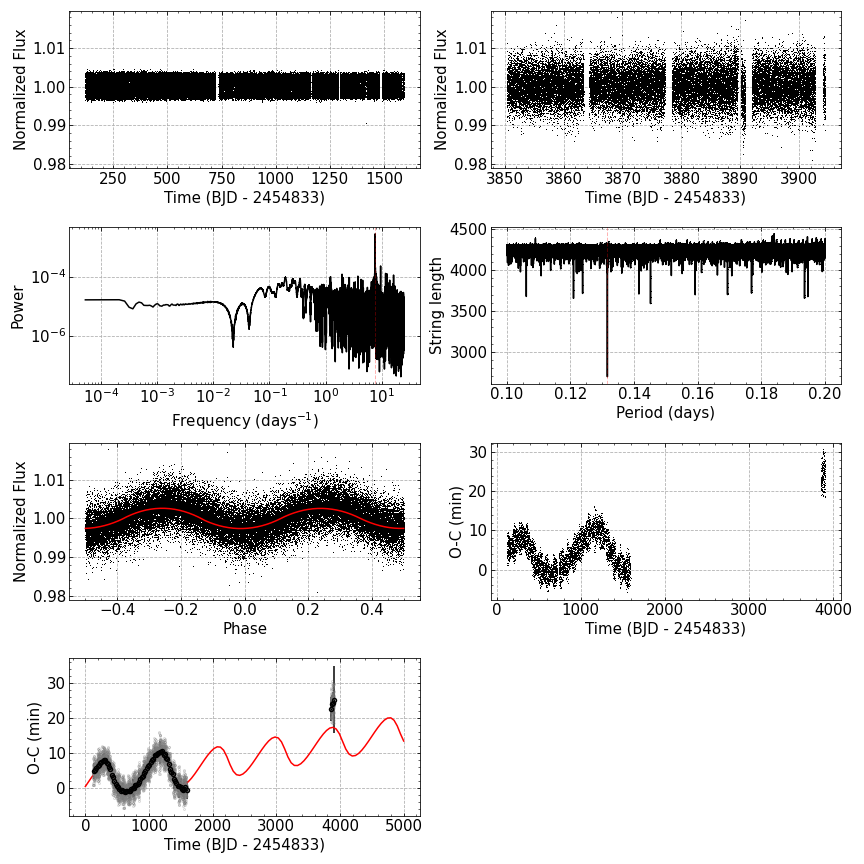 1.01
1.00
0.99
0.98
Normalized Flux
250 500 750 1000 1250 1500
Time (BJD - 2454833)
1.01
1.00
0.99
0.98
Normalized Flux
3850 3860 3870 3880 3890 3900
Time (BJD - 2454833)
10⁻⁴
10⁻⁶
Power
10⁻⁴ 10⁻³ 10⁻² 10⁻¹ 10⁰ 10¹
Frequency (days⁻¹)
4500
4000
3500
3000
String length
0.10 0.12 0.14 0.16 0.18 0.20
Period (days)
1.01
1.00
0.99
0.98
Normalized Flux
−0.4 −0.2 0.0 0.2 0.4
Phase
30
20
10
0
O-C (min)
0 1000 2000 3000 4000
Time (BJD - 2454833)
30
20
10
0
O-C (min)
0 1000 2000 3000 4000 5000
Time (BJD - 2454833)